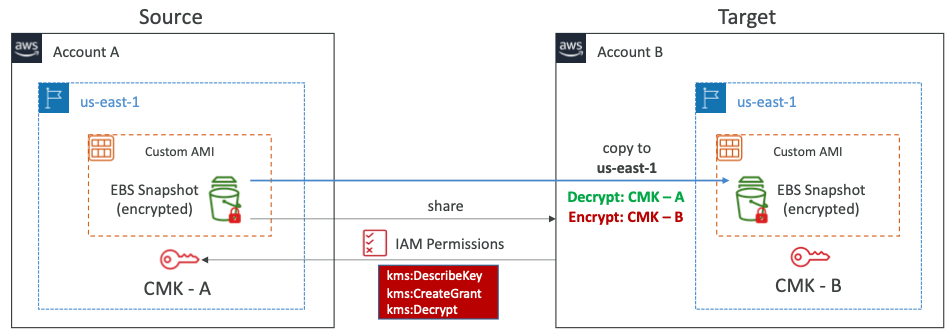 Source
Target
aws
Account A
aws
Account B
us-east-1
us-east-1
Custom AMI
EBS Snapshot
(encrypted)
copy to
us-east-1
Custom AMI
EBS Snapshot
(encrypted)
Decrypt: CMK – A
Encrypt: CMK – B
share
IAM Permissions
kms:DescribeKey
kms:CreateGrant
kms:Decrypt
CMK - A
CMK - B